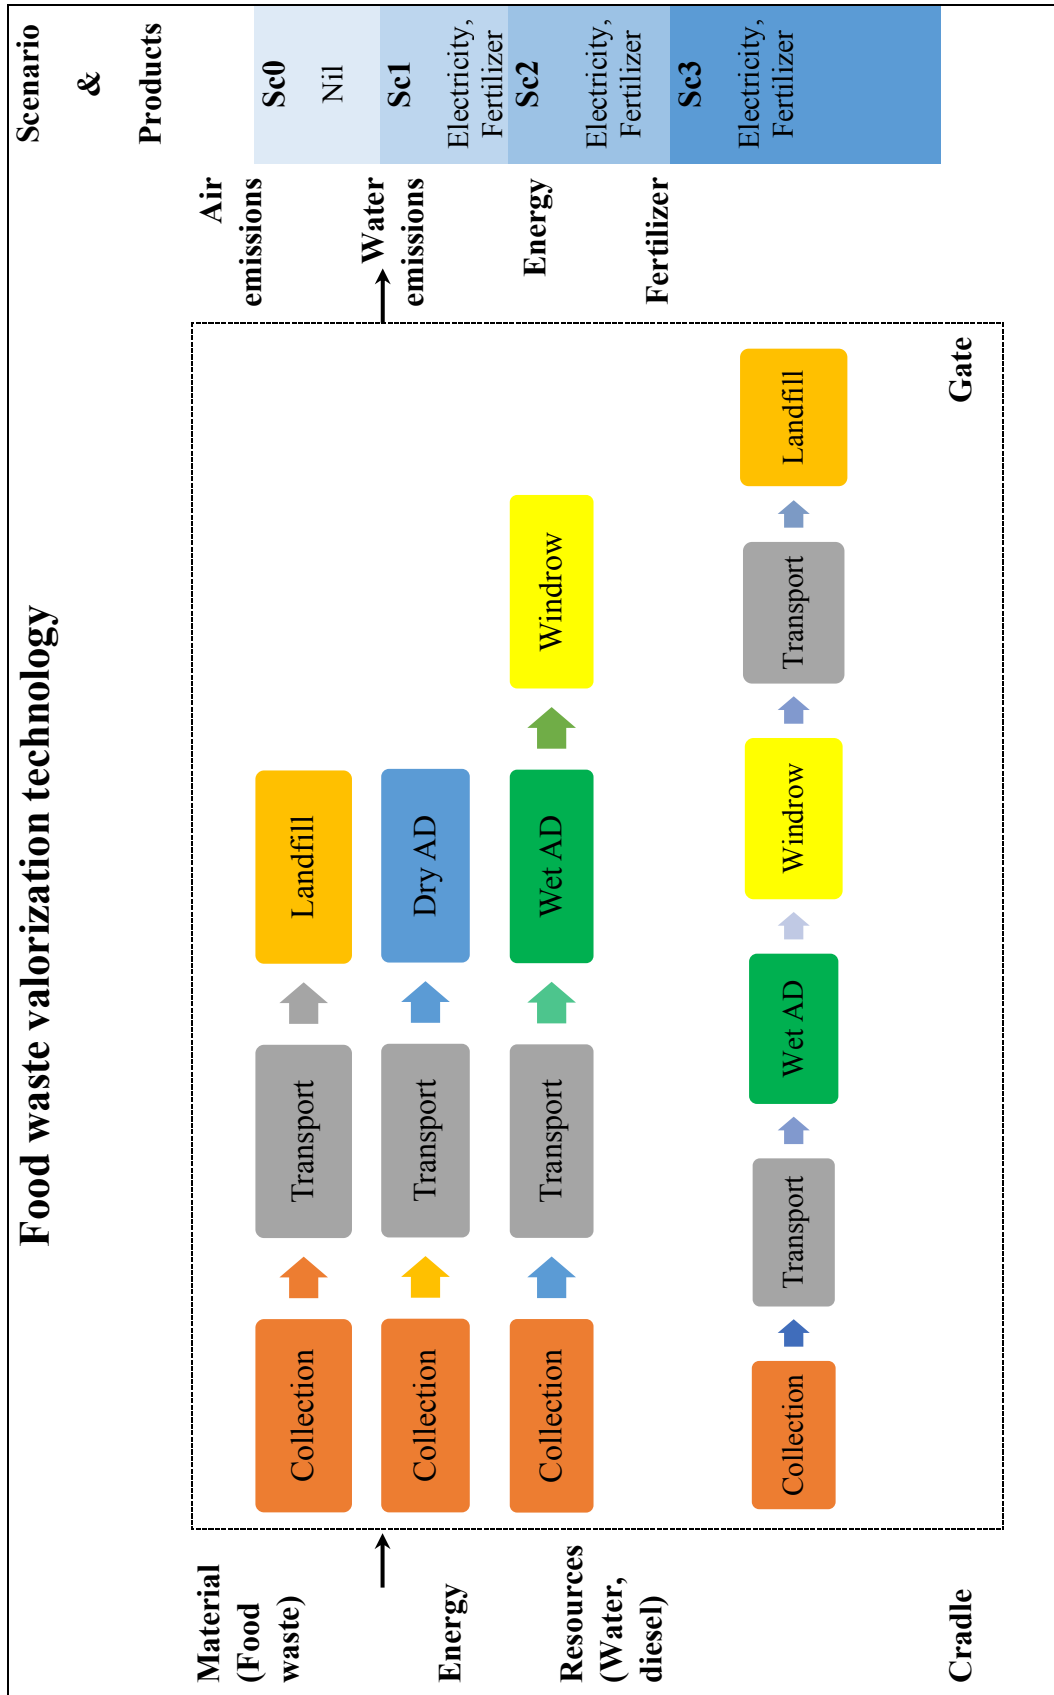 Food waste valorization technology
Scenario
&
Products
Material
(Food
waste)
Energy
Resources
(Water,
diesel)
Cradle
Collection
Transport
Landfill
Collection
Transport
Dry AD
Collection
Transport
Wet AD
Windrow
Collection
Transport
Wet AD
Windrow
Transport
Landfill
Gate
Air
emissions
Water
emissions
Energy
Fertilizer
Sc0
Nil
Sc1
Electricity,
Fertilizer
Sc2
Electricity,
Fertilizer
Sc3
Electricity,
Fertilizer